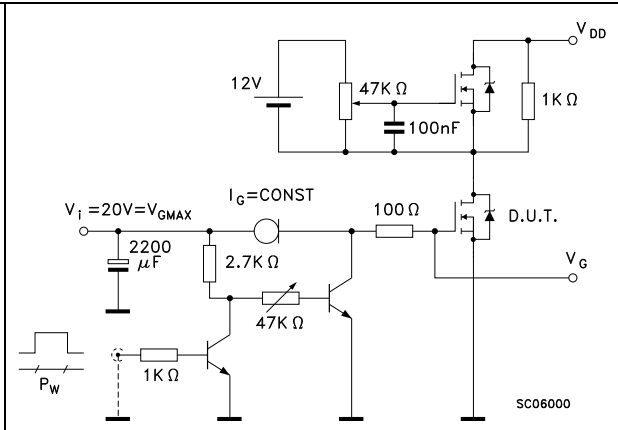 V DD
12V
47K Ω
1K Ω
100nF
I G =CONST
V i =20V=V GMAX
100 Ω
D.U.T.
2200
μF
2.7K Ω
V G
47K Ω
1K Ω
P W
SC06000